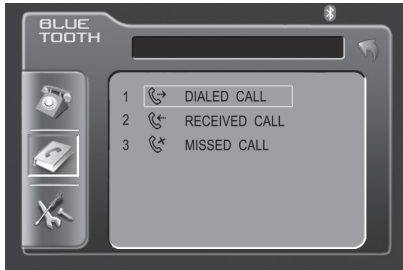 BLUE
TOOTH
1 DIALED CALL
2 RECEIVED CALL
3 MISSED CALL